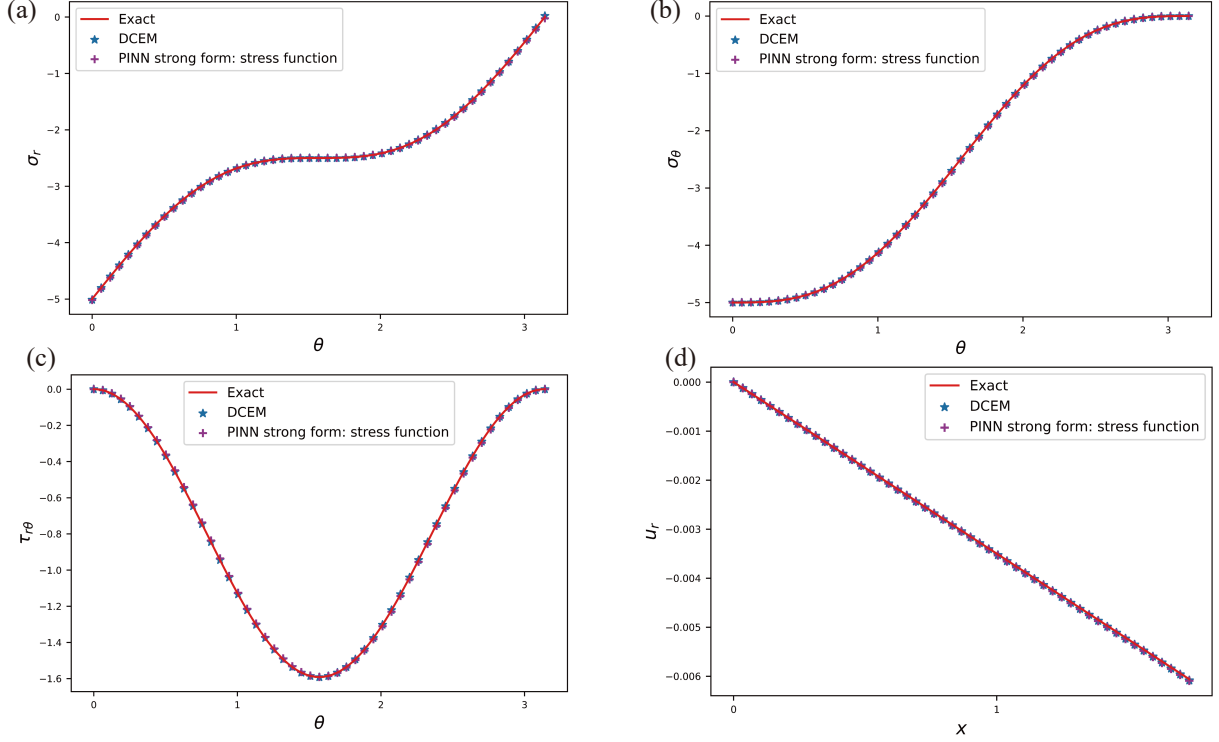 (a)
Exact
DCEM
PINN strong form: stress function
0
−1
−2
−3
−4
−5
σr
0 1 2 3
θ
(b)
Exact
DCEM
PINN strong form: stress function
0
−1
−2
−3
−4
−5
σθ
0 1 2 3
θ
(c)
Exact
DCEM
PINN strong form: stress function
0.0
−0.2
−0.4
−0.6
−0.8
−1.0
−1.2
−1.4
−1.6
τrθ
0 1 2 3
θ
(d)
Exact
DCEM
PINN strong form: stress function
0.000
−0.001
−0.002
−0.003
−0.004
−0.005
−0.006
ur
0 1
x